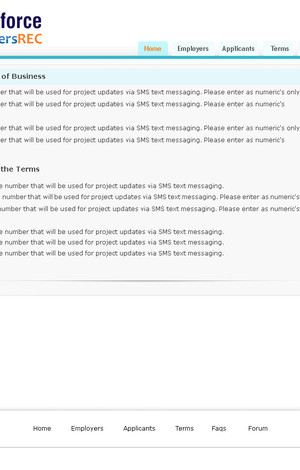 force
ersREC
Home Employers Applicants Terms
of Business
er that will be used for project updates via SMS text messaging. Please enter as numeric's only
er that will be used for project updates via SMS text messaging. Please enter as numeric's
er that will be used for project updates via SMS text messaging. Please enter as numeric's only
er that will be used for project updates via SMS text messaging. Please enter as numeric's
the Terms
e number that will be used for project updates via SMS text messaging.
number that will be used for project updates via SMS text messaging. Please enter as numeric's
number that will be used for project updates via SMS text messaging. Please enter as numeric's
e number that will be used for project updates via SMS text messaging.
e number that will be used for project updates via SMS text messaging.
e number that will be used for project updates via SMS text messaging.
Home Employers Applicants Terms Faqs Forum